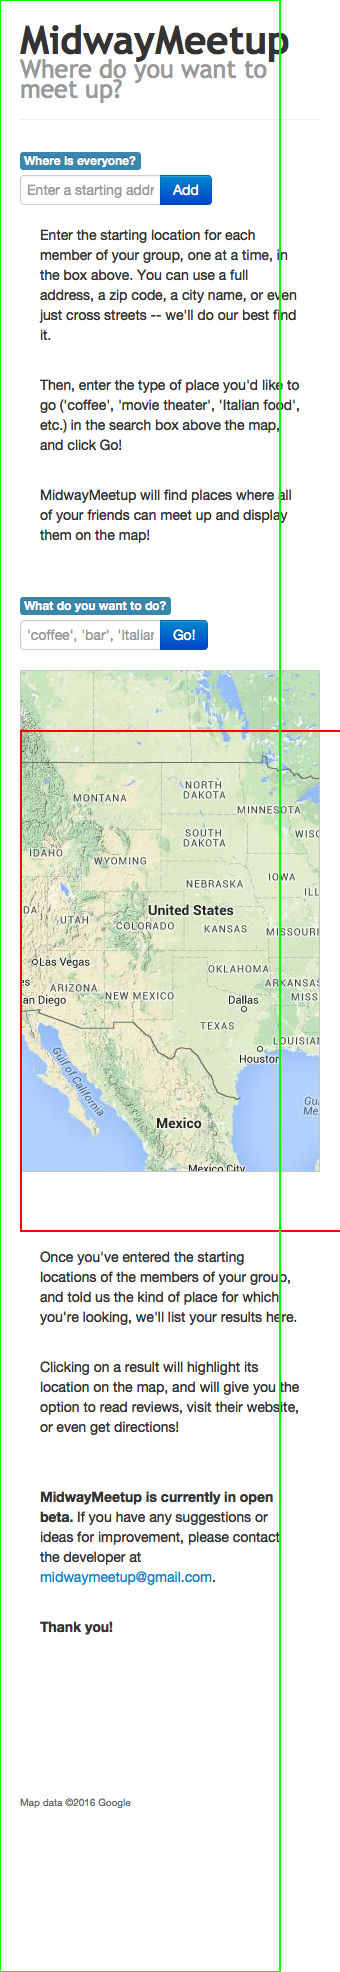 MidwayMeetup
Where do you want to
meet up?
Where is everyone?
Enter a starting addr
Add
Enter the starting location for each
member of your group, one at a time, in
the box above. You can use a full
address, a zip code, a city name, or even
just cross streets -- we'll do our best find
it.
Then, enter the type of place you'd like to
go ('coffee', 'movie theater', 'Italian food',
etc.) in the search box above the map,
and click Go!
MidwayMeetup will find places where all
of your friends can meet up and display
them on the map!
What do you want to do?
'coffee', 'bar', 'Italian
Go!
NORTH
DAKOTA
MONTANA
MINNESOTA
SOUTH
DAKOTA
WISC
IDAHO
WYOMING
IOWA
NEBRASKA
ILL
United States
DA
UTAH
COLORADO
KANSAS
MISSOURI
Las Vegas
OKLAHOMA
es
ARIZONA
NEW MEXICO
ARKANSAS
an Diego
Dallas
MISS
TEXAS
LOUISIAN
Houston
Gulf of California
Gu
Me
Mexico
Mexico City
Once you've entered the starting
locations of the members of your group,
and told us the kind of place for which
you're looking, we'll list your results here.
Clicking on a result will highlight its
location on the map, and will give you the
option to read reviews, visit their website,
or even get directions!
MidwayMeetup is currently in open
beta. If you have any suggestions or
ideas for improvement, please contact
the developer at
midwaymeetup@gmail.com.
Thank you!
Map data ©2016 Google